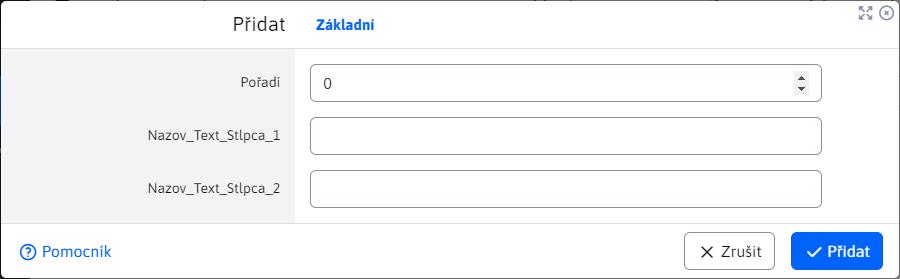 Přidat
Základní
Pořadí
0
Nazov_Text_Stlpca_1
Nazov_Text_Stlpca_2
Pomocník
Zrušit
Přidat